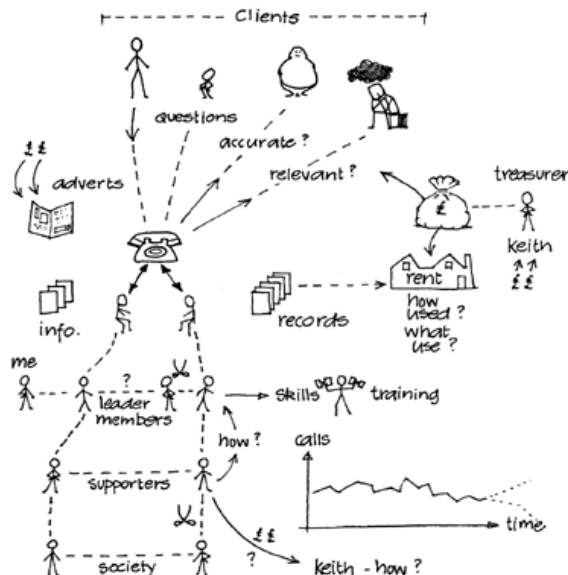 clients
questions
accurate?
relevant?
££
adverts
treasurer
£
keith
££
rent
how
used?
what
use?
info.
records
me
?
leader
members
skills
training
how?
calls
supporters
time
££
?
society
keith - how?